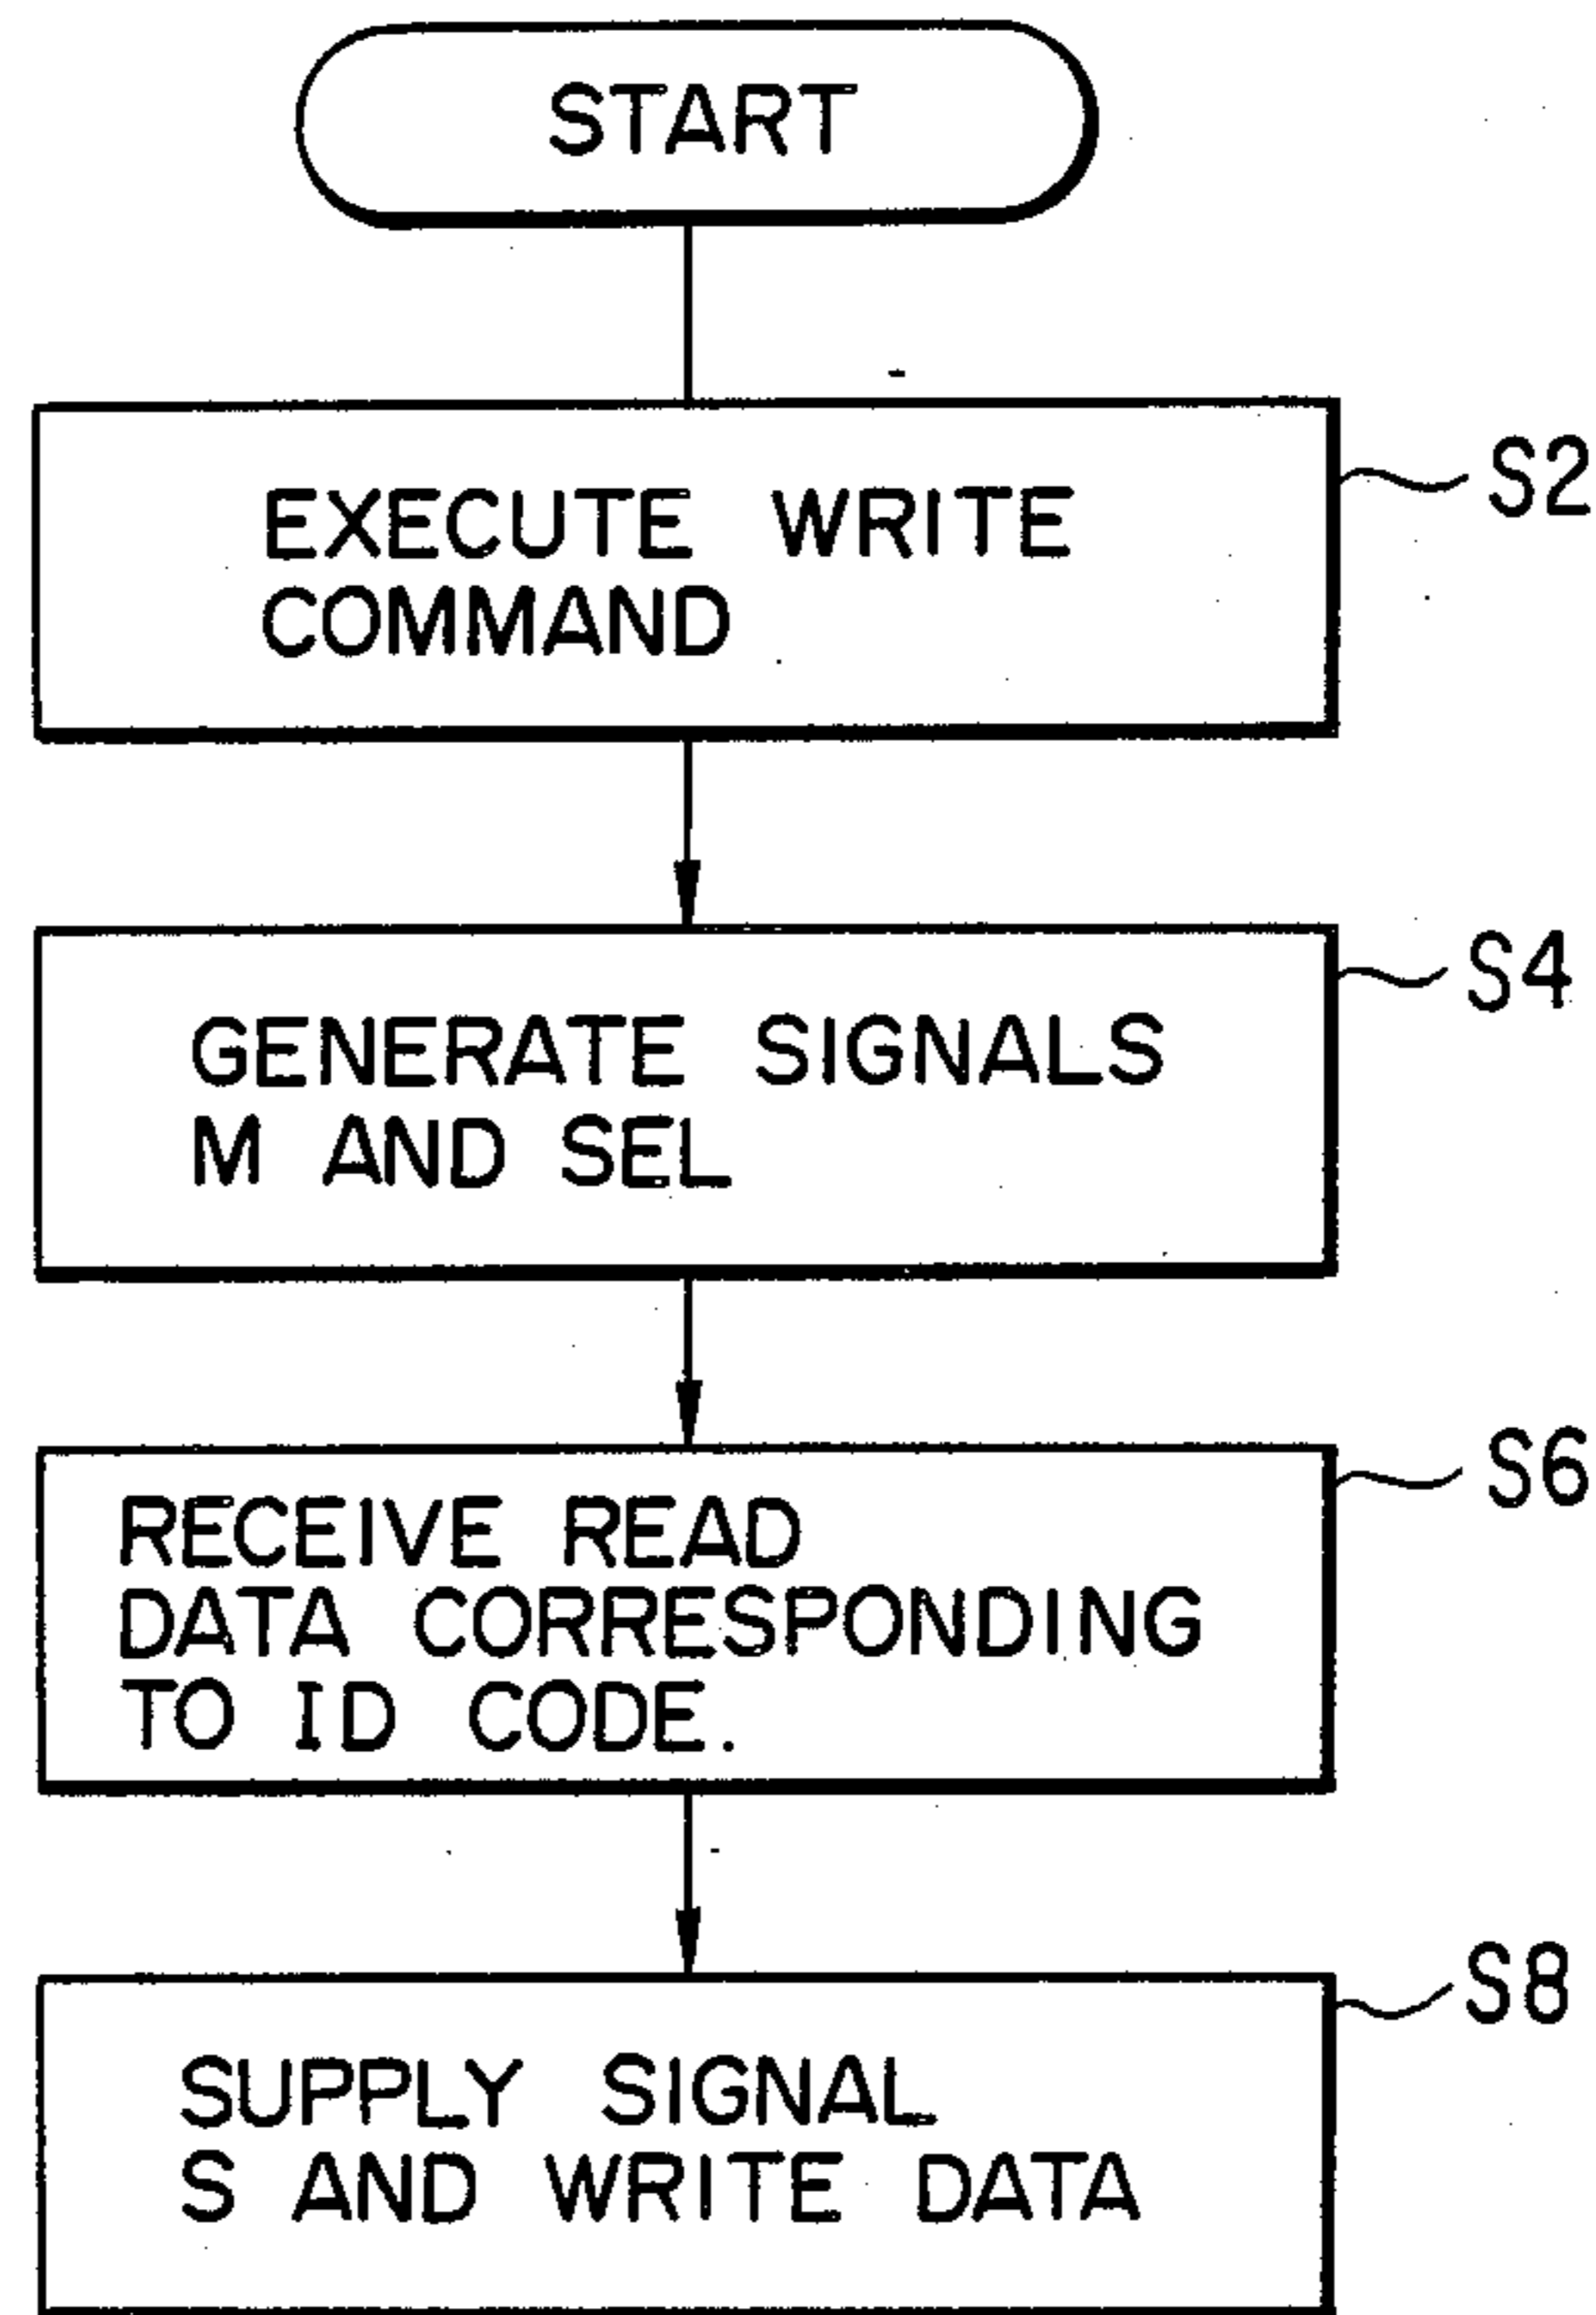 START
EXECUTE WRITE
COMMAND
S2
GENERATE SIGNALS
M AND SEL
S4
RECEIVE READ
DATA CORRESPONDING
TO ID CODE.
S6
SUPPLY SIGNAL
S AND WRITE DATA
S8